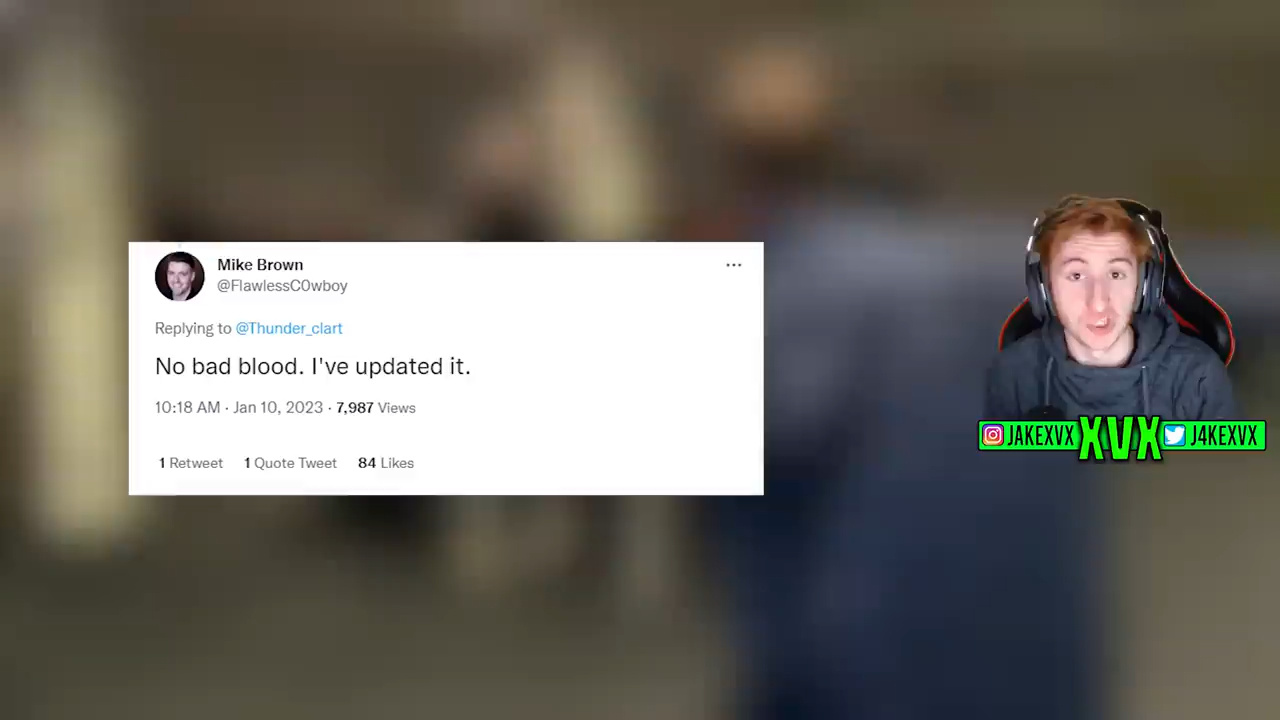 Mike Brown
@FlawlessC0wboy
Replying to @Thunder_clart
No bad blood. I've updated it.
10:18 AM · Jan 10, 2023 · 7,987 Views
1 Retweet 1 Quote Tweet 84 Likes
JAKEXVX XVX J4KEXVX